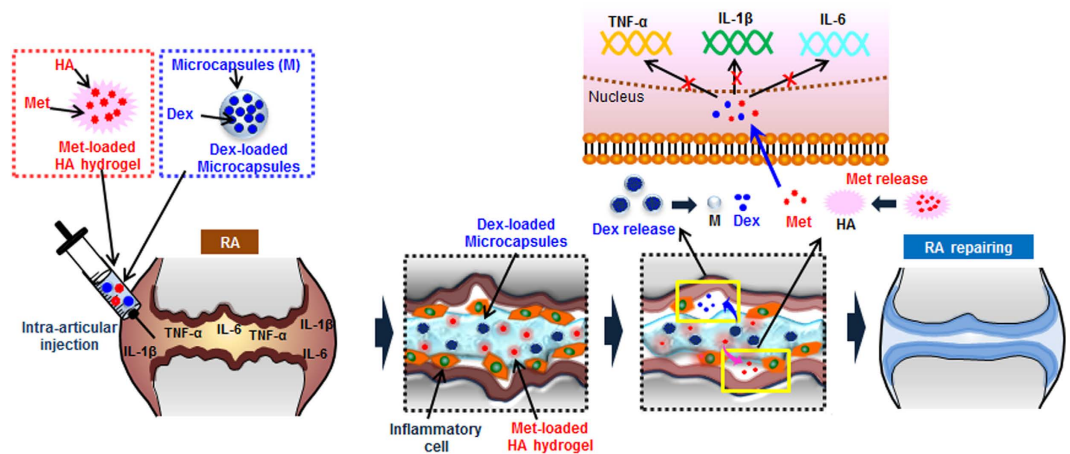 HA
Met
Met-loaded
HA hydrogel
Microcapsules (M)
Dex
Dex-loaded
Microcapsules
TNF-α
IL-1β
IL-6
Nucleus
Met release
M
Dex
Met
HA
Dex release
RA
Intra-articular
injection
TNF-α
IL-6
TNF-α
IL-1β
IL-1β
IL-6
Dex-loaded
Microcapsules
Inflammatory
cell
Met-loaded
HA hydrogel
RA repairing